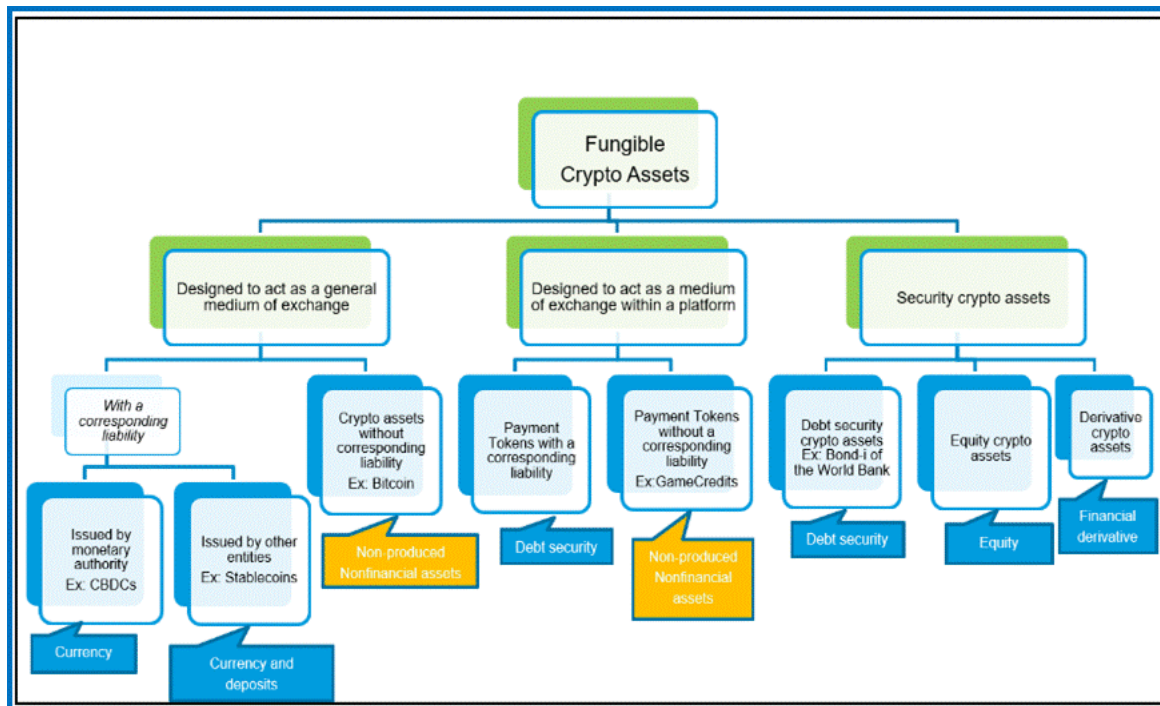 Fungible
Crypto Assets
Designed to act as a general
medium of exchange
Designed to act as a medium
of exchange within a platform
Security crypto assets
With a
corresponding
liability
Crypto assets
without
corresponding
liability
Ex: Bitcoin
Payment
Tokens with a
corresponding
liability
Payment Tokens
without a
corresponding
liability
Ex:GameCredits
Debt security
crypto assets
Ex: Bond-i of
the World Bank
Equity crypto
assets
Derivative
crypto
assets
Issued by
monetary
authority
Ex: CBDCs
Issued by other
entities
Ex: Stablecoins
Non-produced
Nonfinancial assets
Debt security
Non-produced
Nonfinancial
assets
Debt security
Equity
Financial
derivative
Currency
Currency and
deposits